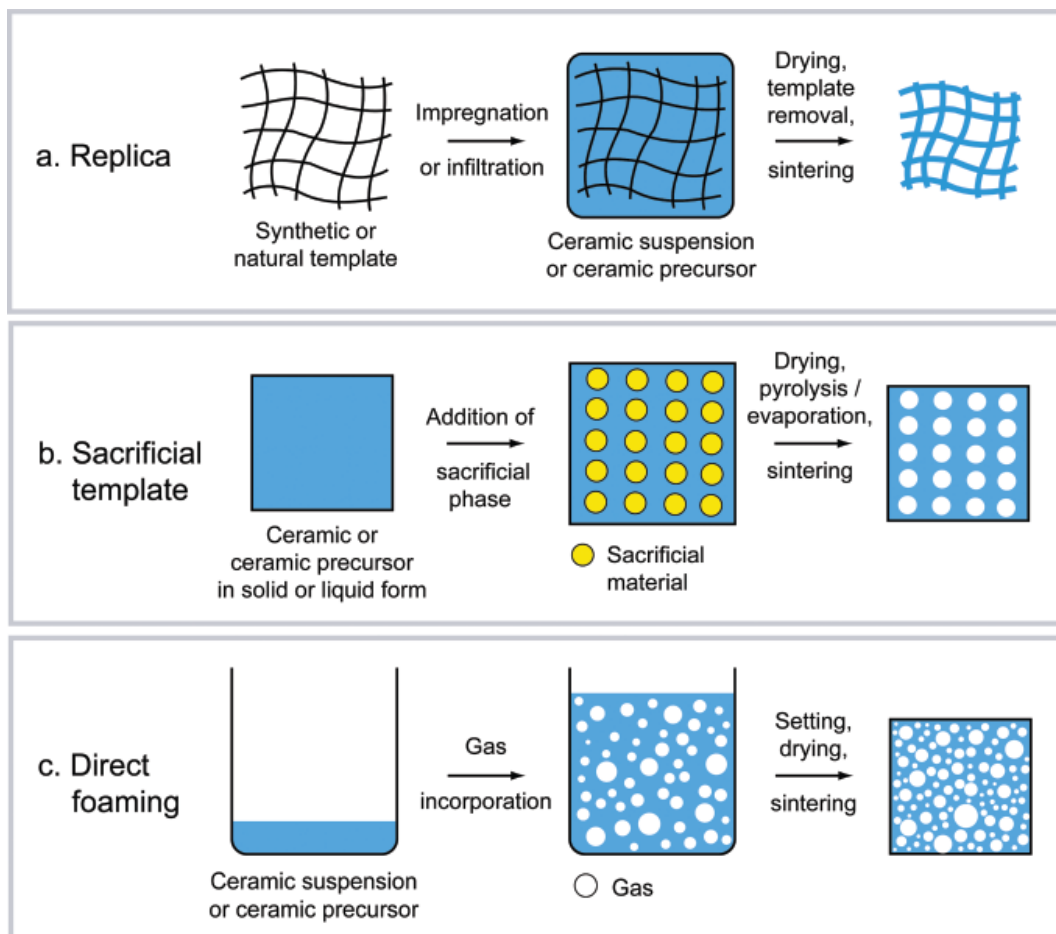 a. Replica
Synthetic or
natural template
Impregnation
or infiltration
Ceramic suspension
or ceramic precursor
Drying,
template
removal,
sintering
b. Sacrificial
template
Ceramic or
ceramic precursor
in solid or liquid form
Addition of
sacrificial
phase
Sacrificial
material
Drying,
pyrolysis /
evaporation,
sintering
c. Direct
foaming
Ceramic suspension
or ceramic precursor
Gas
incorporation
Gas
Setting,
drying,
sintering